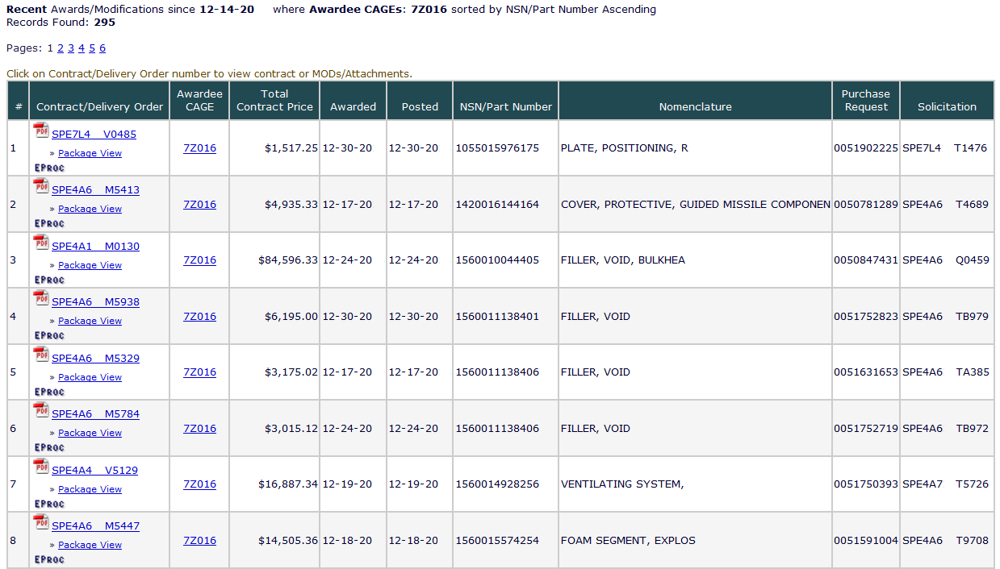 Recent Awards/Modifications since 12-14-20 where Awardee CAGEs: 7Z016 sorted by NSN/Part Number Ascending
Records Found: 295
Pages: 1 2 3 4 5 6
Click on Contract/Delivery Order number to view contract or MODs/Attachments.
# Contract/Delivery Order Awardee CAGE Total Contract Price Awarded Posted NSN/Part Number Nomenclature Purchase Request Solicitation
PDF SPE7L4 V0485
1 » Package View 7Z016 $1,517.25 12-30-20 12-30-20 1055015976175 PLATE, POSITIONING, R 0051902225 SPE7L4 T1476
EPROC
PDF SPE4A6 M5413
2 » Package View 7Z016 $4,935.33 12-17-20 12-17-20 1420016144164 COVER, PROTECTIVE, GUIDED MISSILE COMPONEN 0050781289 SPE4A6 T4689
EPROC
PDF SPE4A1 M0130
3 » Package View 7Z016 $84,596.33 12-24-20 12-24-20 1560010044405 FILLER, VOID, BULKHEA 0050847431 SPE4A6 Q0459
EPROC
PDF SPE4A6 M5938
4 » Package View 7Z016 $6,195.00 12-30-20 12-30-20 1560011138401 FILLER, VOID 0051752823 SPE4A6 TB979
EPROC
PDF SPE4A6 M5329
5 » Package View 7Z016 $3,175.02 12-17-20 12-17-20 1560011138406 FILLER, VOID 0051631653 SPE4A6 TA385
EPROC
PDF SPE4A6 M5784
6 » Package View 7Z016 $3,015.12 12-24-20 12-24-20 1560011138406 FILLER, VOID 0051752719 SPE4A6 TB972
EPROC
PDF SPE4A4 V5129
7 » Package View 7Z016 $16,887.34 12-19-20 12-19-20 1560014928256 VENTILATING SYSTEM, 0051750393 SPE4A7 T5726
EPROC
PDF SPE4A6 M5447
8 » Package View 7Z016 $14,505.36 12-18-20 12-18-20 1560015574254 FOAM SEGMENT, EXPLOS 0051591004 SPE4A6 T9708
EPROC